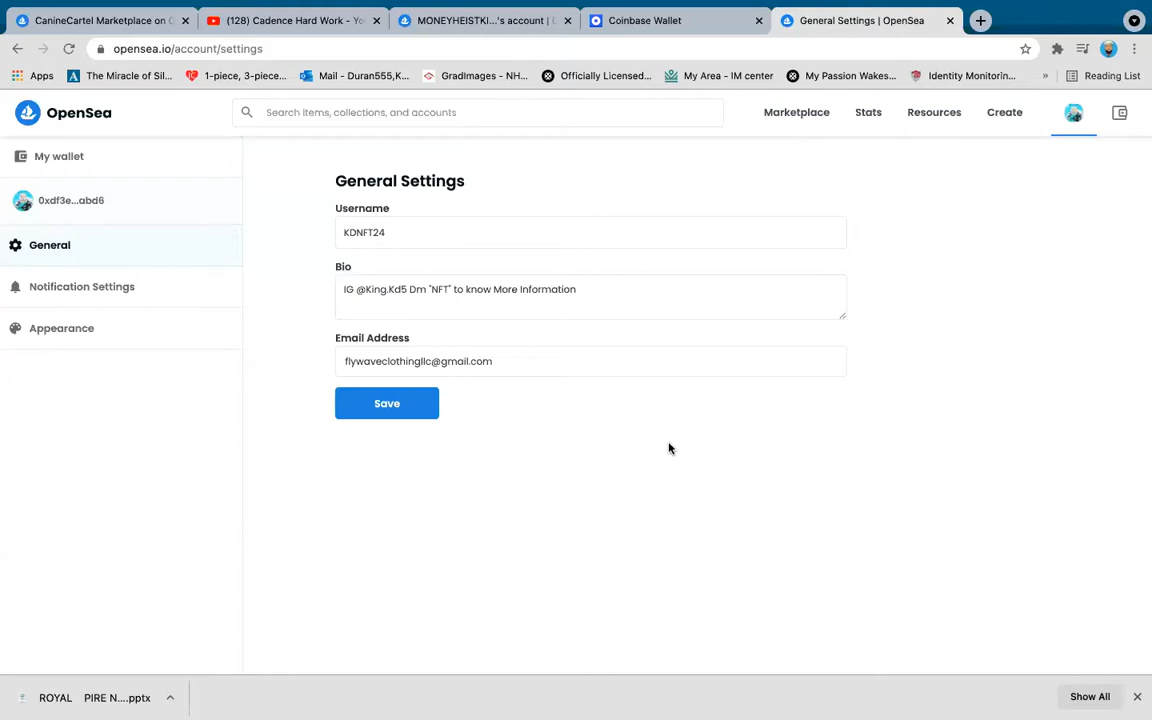 CanineCartel Marketplace on O
(128) Cadence Hard Work - Yo
MONEYHEISTKI...'s account | O
Coinbase Wallet
General Settings | OpenSea
opensea.io/account/settings
Apps
The Miracle of Sil...
1-piece, 3-piece...
Mail - Duran555,K...
GradImages - NH...
Officially Licensed...
My Area - IM center
My Passion Wakes...
Identity Monitorin...
»
Reading List
OpenSea
Search items, collections, and accounts
Marketplace
Stats
Resources
Create
My wallet
0xdf3e...abd6
General
Notification Settings
Appearance
General Settings
Username
KDNFT24
Bio
IG @King.Kd5 Dm "NFT" to know More Information
Email Address
flywaveclothingllc@gmail.com
Save
ROYAL PIRE N....pptx
Show All